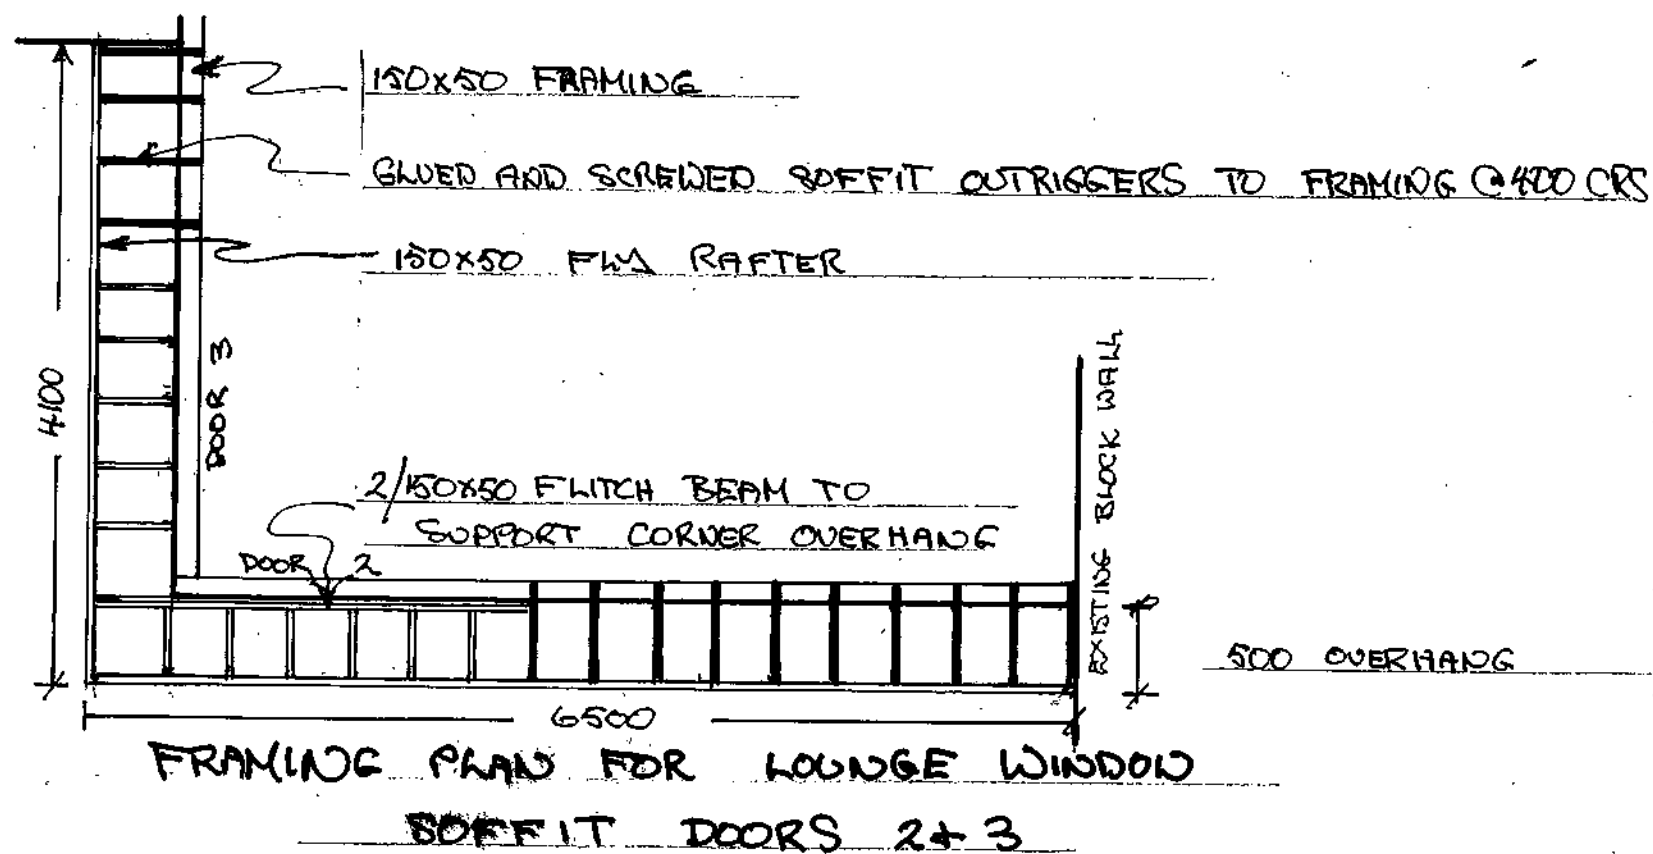 150x50 FRAMING
GLUED AND SCREWED SOFFIT OUTRIGGERS TO FRAMING @ 400 CRS
150x50 FLY RAFTER
4100
DOOR 3
2/150x50 FLITCH BEAM TO
SUPPORT CORNER OVERHANG
DOOR 2
EXISTING BLOCK WALL
500 OVERHANG
6500
FRAMING PLAN FOR LOUNGE WINDOW
SOFFIT DOORS 2+3